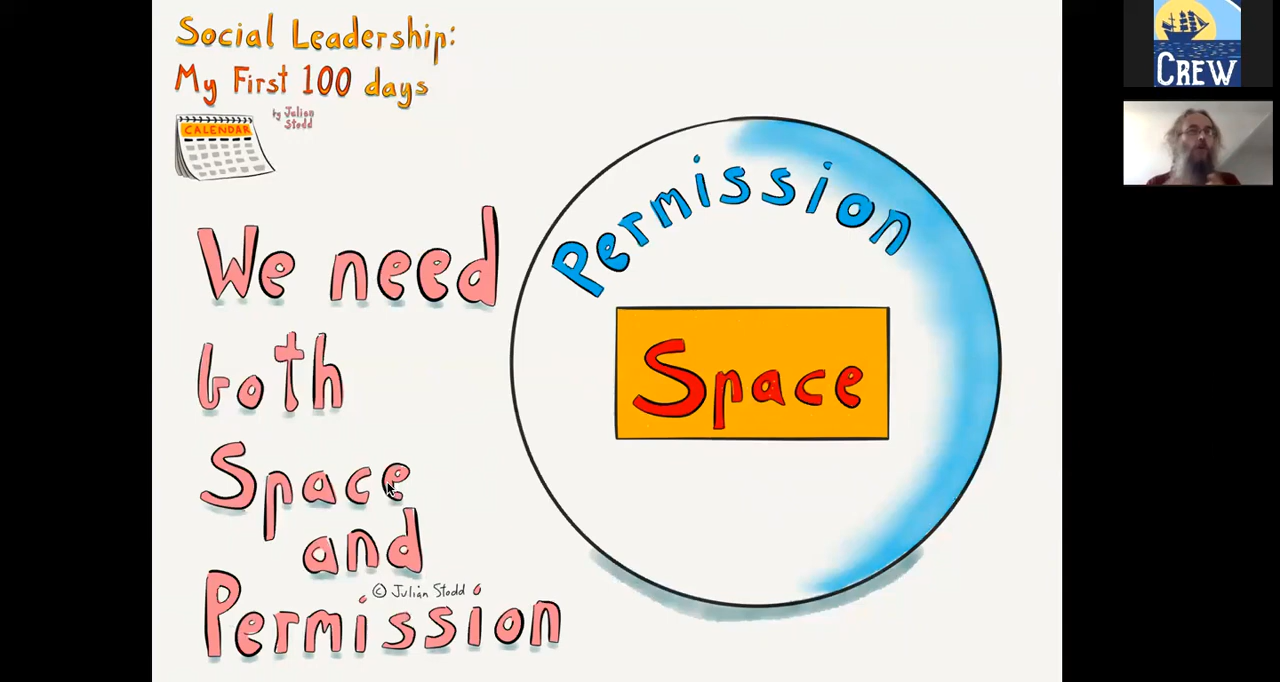 Social Leadership:
My First 100 days
by Julian
Stodd
CALENDAR
We need
both
Space
and
© Julian Stodd
Permission
Permission
Space
CREW